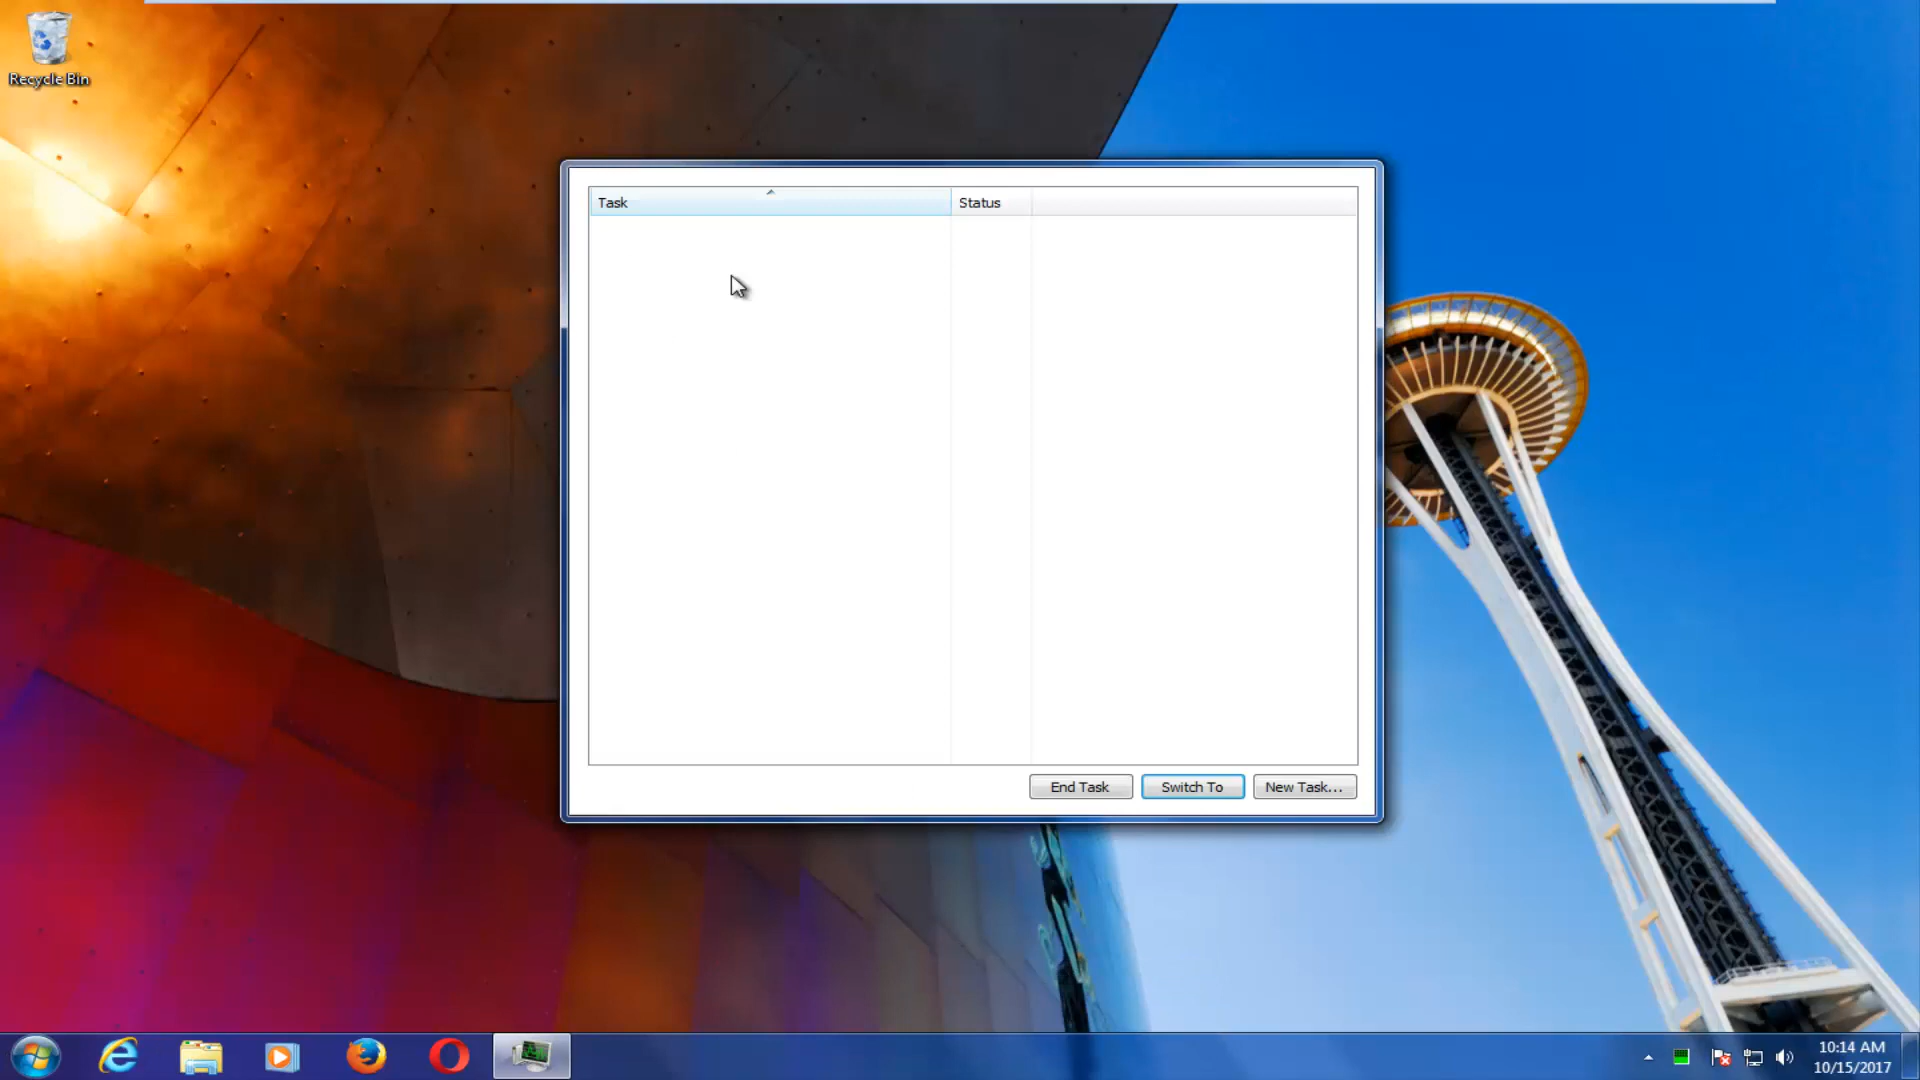 Recycle Bin
Task Status
End Task Switch To New Task...
10:14 AM
10/15/2017